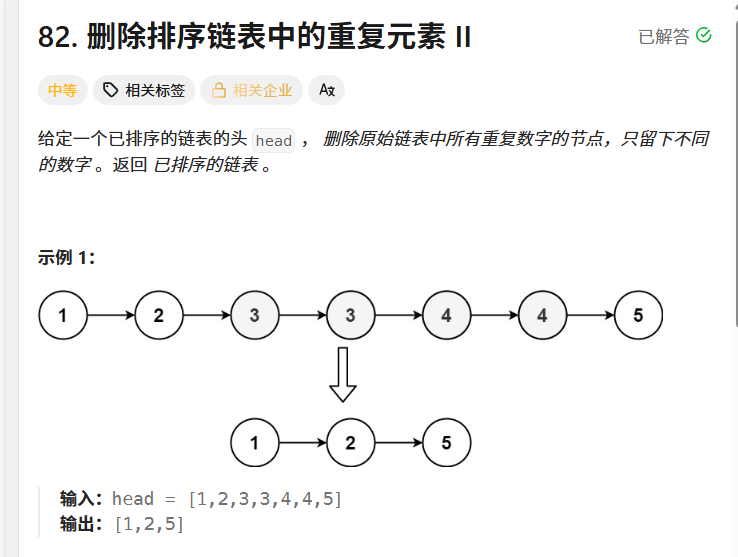 82. 删除排序链表中的重复元素 II
已解答
中等 相关标签 相关企业 A文
给定一个已排序的链表的头 head ， 删除原始链表中所有重复数字的节点，只留下不同
的数字 。返回 已排序的链表 。
示例 1：
1 2 3 3 4 4 5
1 2 5
输入：head = [1,2,3,3,4,4,5]
输出：[1,2,5]